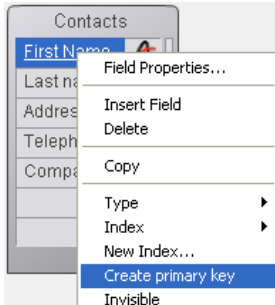 Contacts
First Name
Field Properties...
Last na
Insert Field
Addres
Delete
Teleph
Copy
Compa
Type
Index
New Index...
Create primary key
Invisible